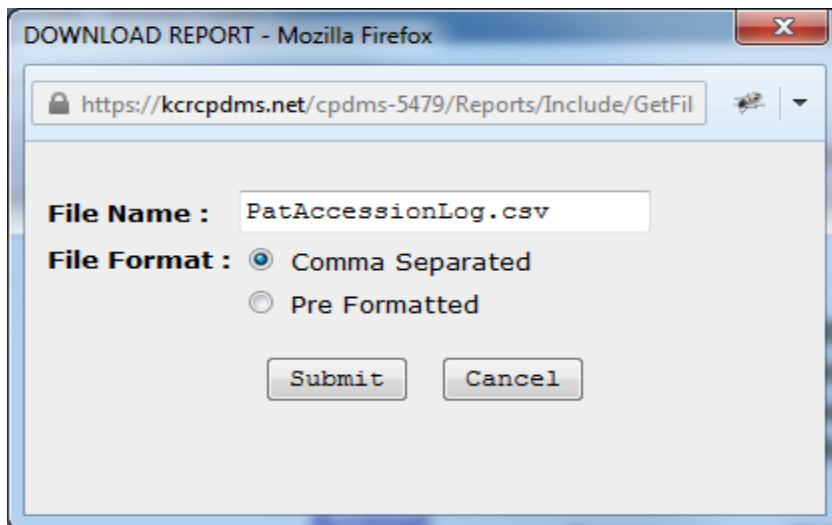 DOWNLOAD REPORT - Mozilla Firefox
https://kcrcpdms.net/cpdms-5479/Reports/Include/GetFil
File Name : PatAccessionLog.csv
File Format : Comma Separated
Pre Formatted
Submit Cancel